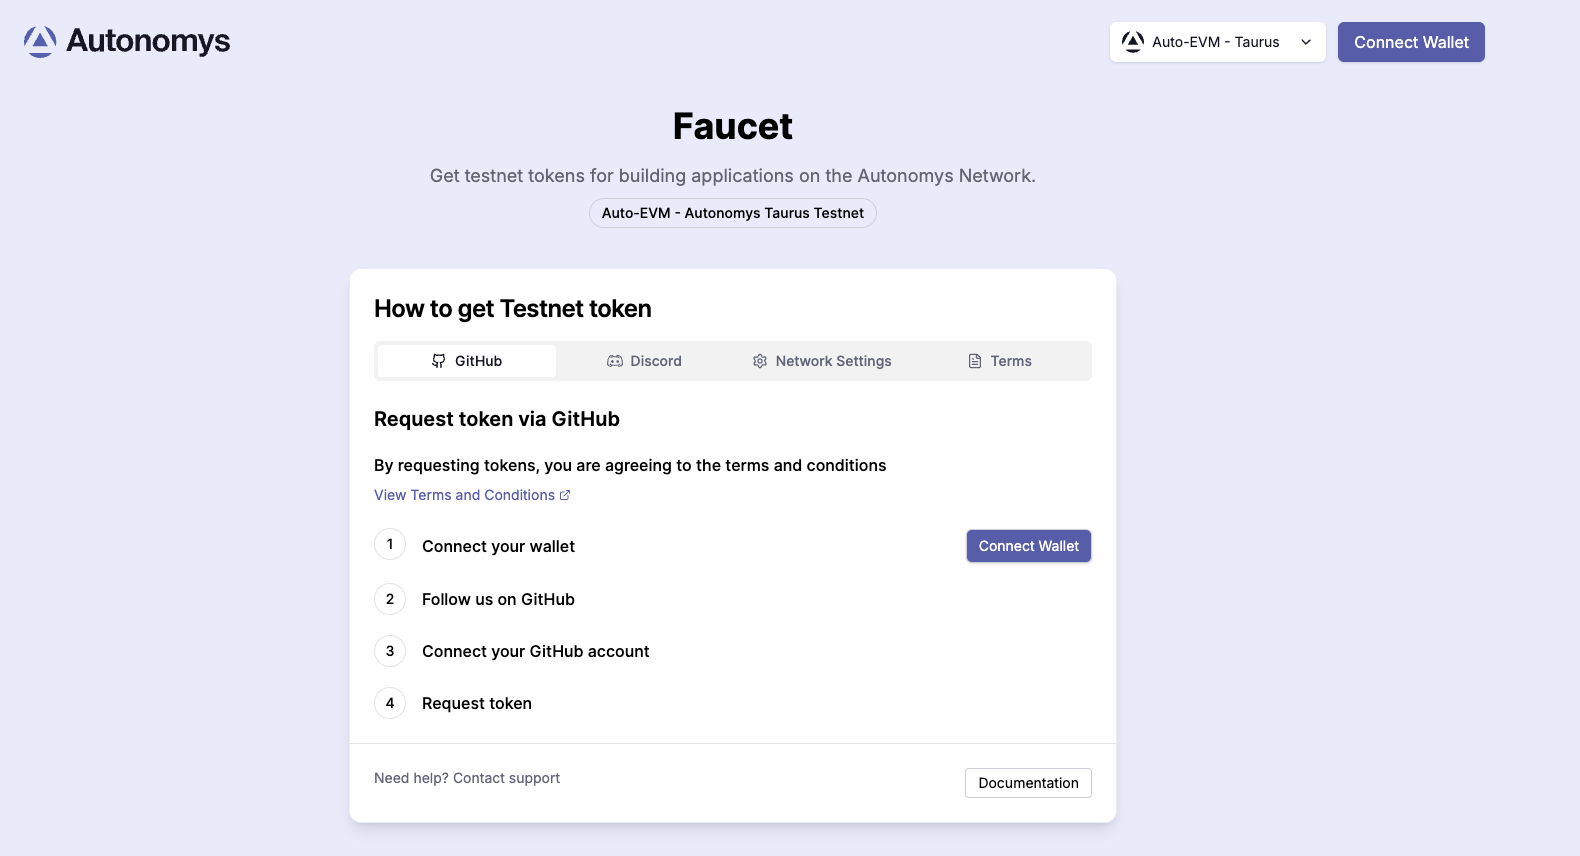 Autonomys
Auto-EVM - Taurus
Connect Wallet
Faucet
Get testnet tokens for building applications on the Autonomys Network.
Auto-EVM - Autonomys Taurus Testnet
How to get Testnet token
GitHub
Discord
Network Settings
Terms
Request token via GitHub
By requesting tokens, you are agreeing to the terms and conditions
View Terms and Conditions
1
Connect your wallet
Connect Wallet
2
Follow us on GitHub
3
Connect your GitHub account
4
Request token
Need help? Contact support
Documentation